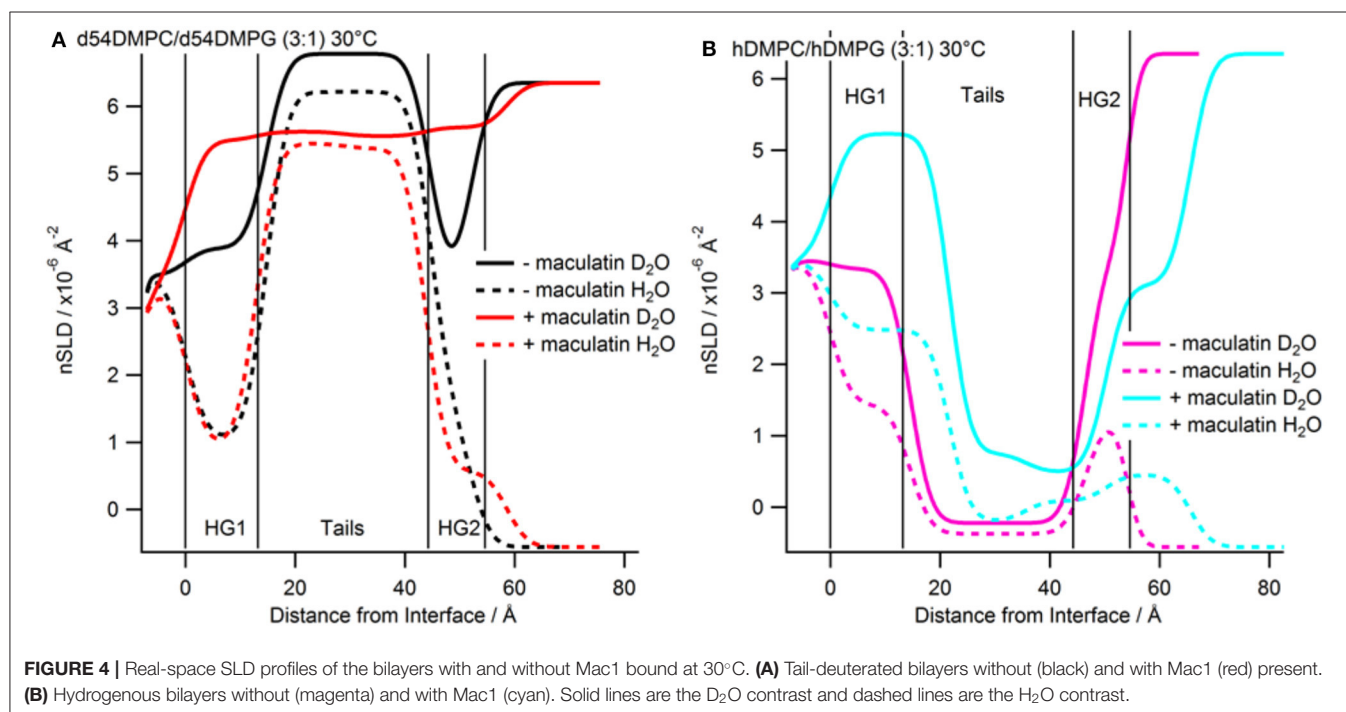 A d54DMPC/d54DMPG (3:1) 30°C
6
5
4
3
2
1
0
nSLD / x10⁻⁶ Å⁻²
- maculatin D₂O
- maculatin H₂O
+ maculatin D₂O
+ maculatin H₂O
HG1
Tails
HG2
0 20 40 60 80
Distance from Interface / Å
B hDMPC/hDMPG (3:1) 30°C
6
5
4
3
2
1
0
nSLD / x10⁻⁶ Å⁻²
HG1
Tails
HG2
- maculatin D₂O
- maculatin H₂O
+ maculatin D₂O
+ maculatin H₂O
0 20 40 60 80
Distance from Interface / Å
FIGURE 4 | Real-space SLD profiles of the bilayers with and without Mac1 bound at 30°C. (A) Tail-deuterated bilayers without (black) and with Mac1 (red) present.
(B) Hydrogenous bilayers without (magenta) and with Mac1 (cyan). Solid lines are the D₂O contrast and dashed lines are the H₂O contrast.